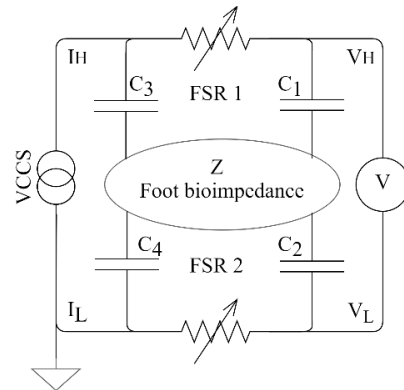 IH
VH
C3
FSR 1
C1
VCCS
Z
Foot bioimpedance
V
C4
FSR 2
C2
IL
VL